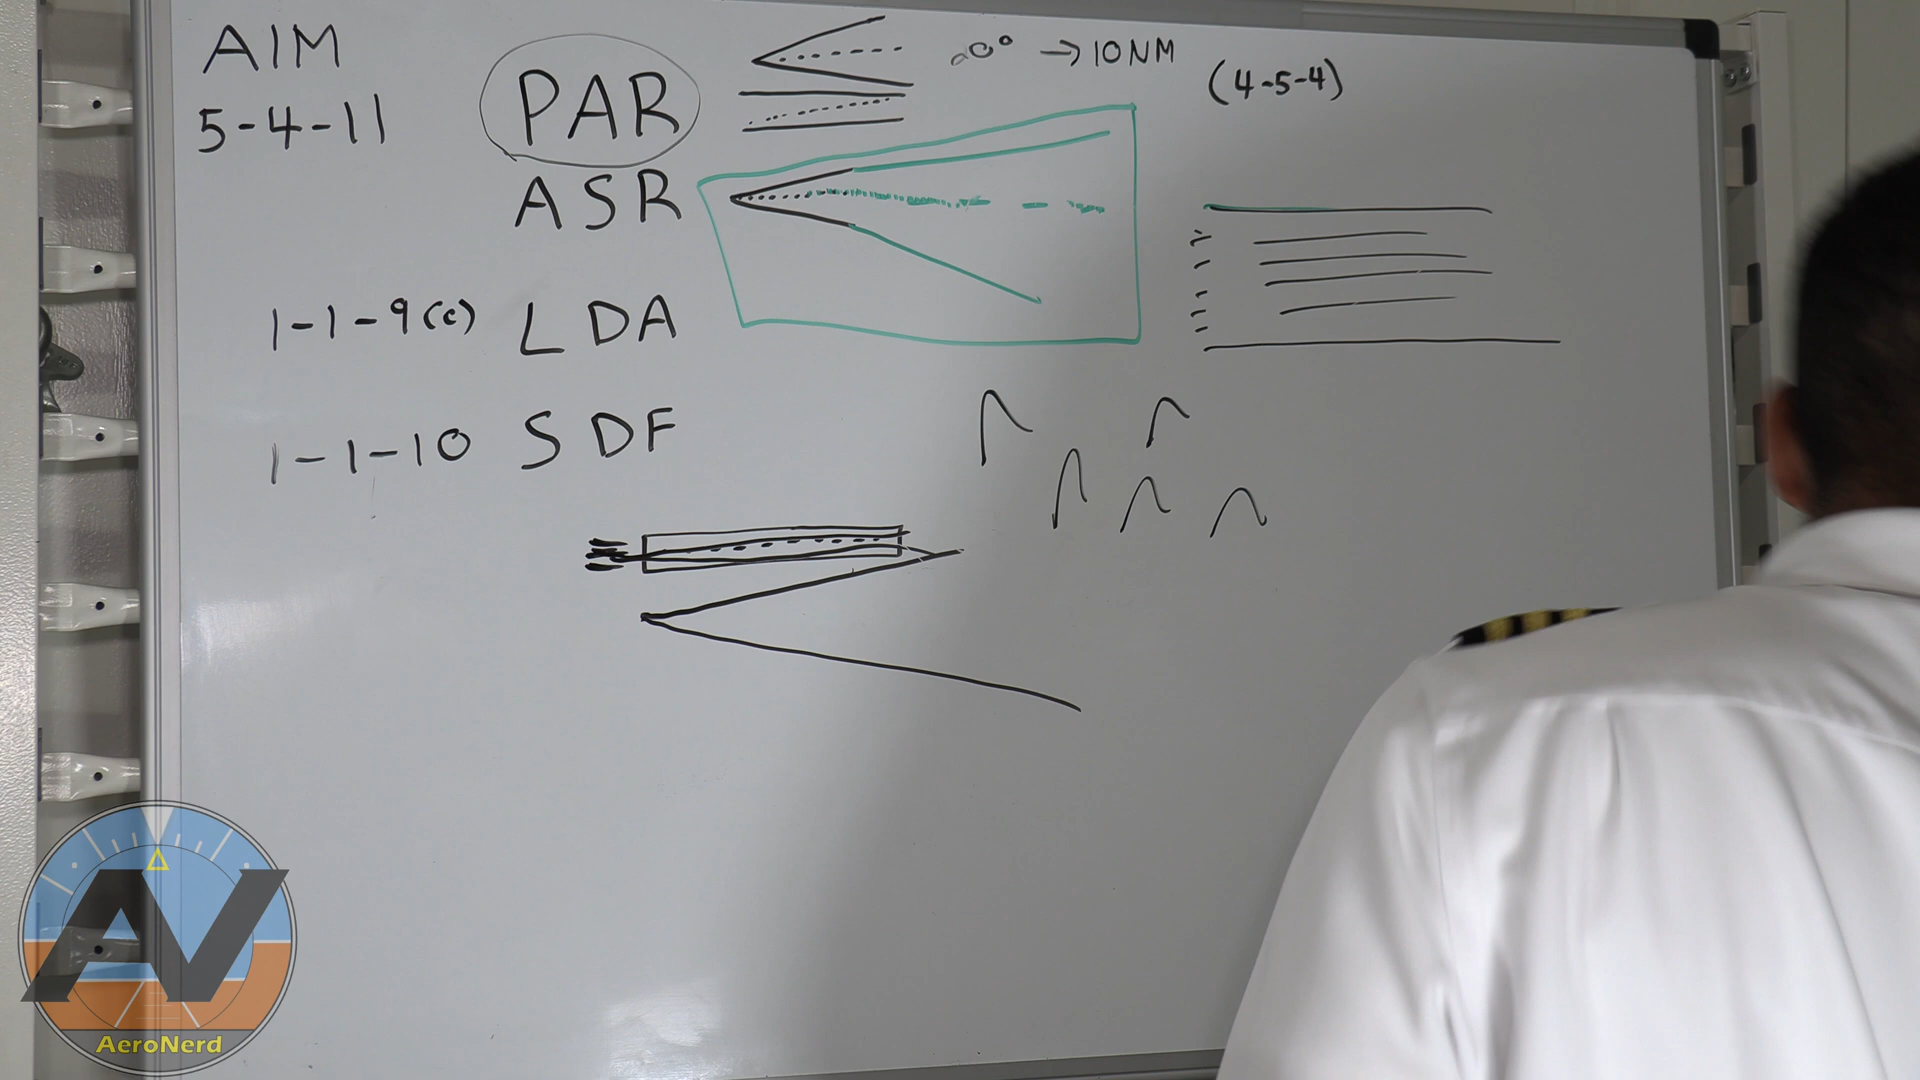 AIM
5-4-11
PAR
→10NM
(4-5-4)
ASR
1-1-9(c) LDA
1-1-10 SDF
AV
AeroNerd